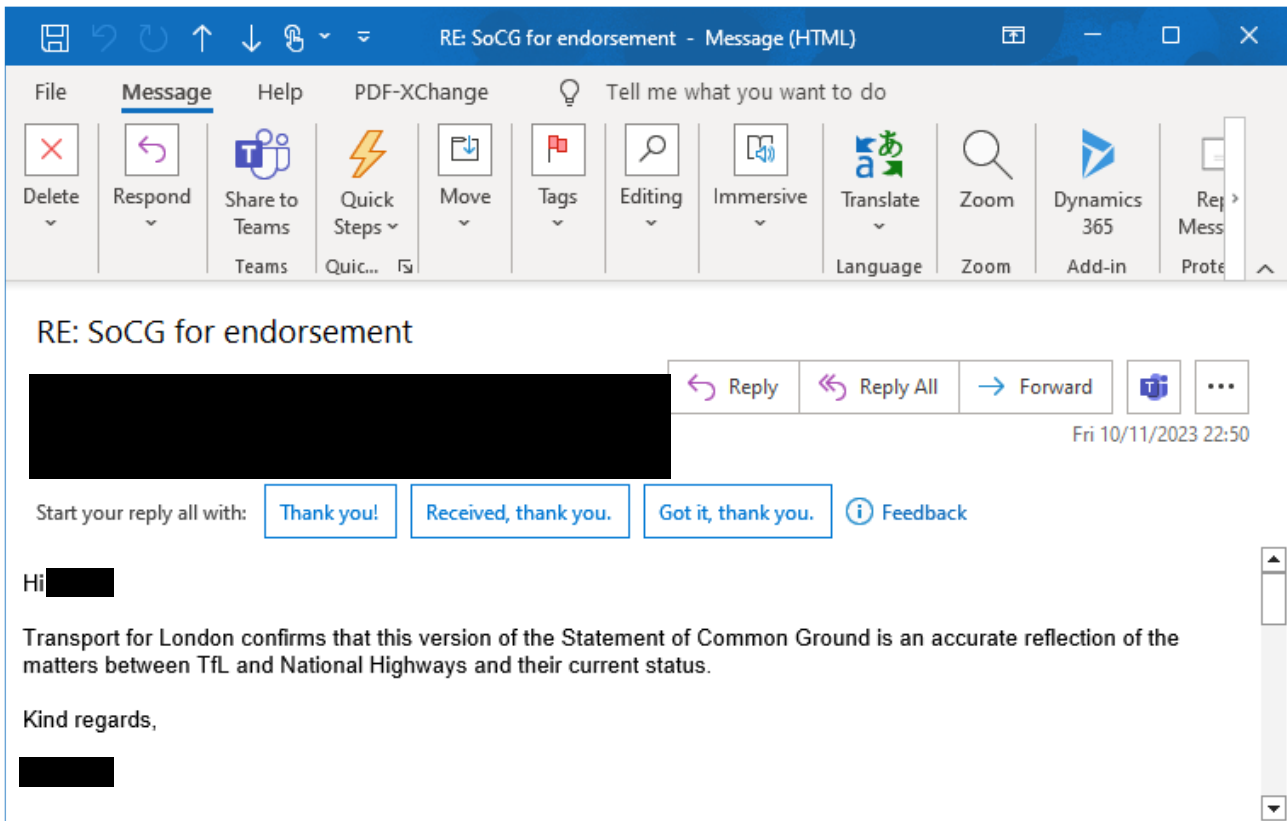 RE: SoCG for endorsement - Message (HTML)
File Message Help PDF-XChange Tell me what you want to do
Delete Respond Share to Teams Quick Steps Move Tags Editing Immersive Translate Zoom Dynamics 365
Teams Quic... Language Zoom Add-in
RE: SoCG for endorsement
Reply Reply All Forward
Fri 10/11/2023 22:50
Start your reply all with: Thank you! Received, thank you. Got it, thank you. Feedback
Hi
Transport for London confirms that this version of the Statement of Common Ground is an accurate reflection of the
matters between TfL and National Highways and their current status.
Kind regards,